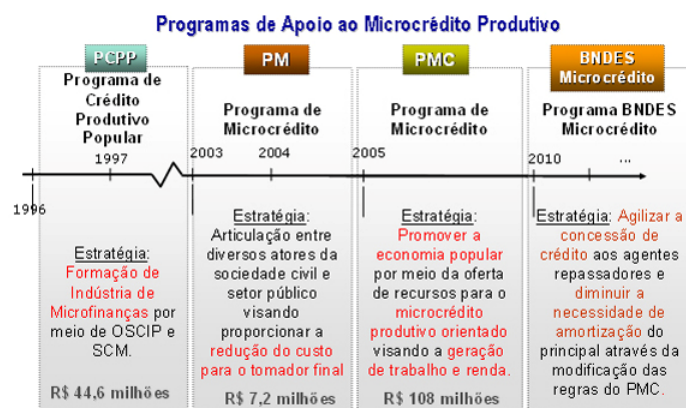 Programas de Apoio ao Microcrédito Produtivo
PCPP
Programa de
Crédito
Produtivo
Popular
PM
Programa de
Microcrédito
PMC
Programa de
Microcrédito
BNDES
Microcrédito
Programa BNDES
Microcrédito
1996
1997
2003
2004
2005
2010
...
Estratégia:
Formação de
Indústria de
Microfinanças por
meio de OSCIP e
SCM.
R$ 44,6 milhões
Estratégia:
Articulação entre
diversos atores da
sociedade civil e
setor público
visando
proporcionar a
redução do custo
para o tomador final
R$ 7,2 milhões
Estratégia:
Promover a
economia popular
por meio da oferta
de recursos para o
microcrédito
produtivo orientado
visando a geração
de trabalho e renda.
R$ 108 milhões
Estratégia: Agilizar a
concessão de
crédito aos agentes
repassadores e
diminuir a
necessidade de
amortização do
principal através da
modificação das
regras do PMC.